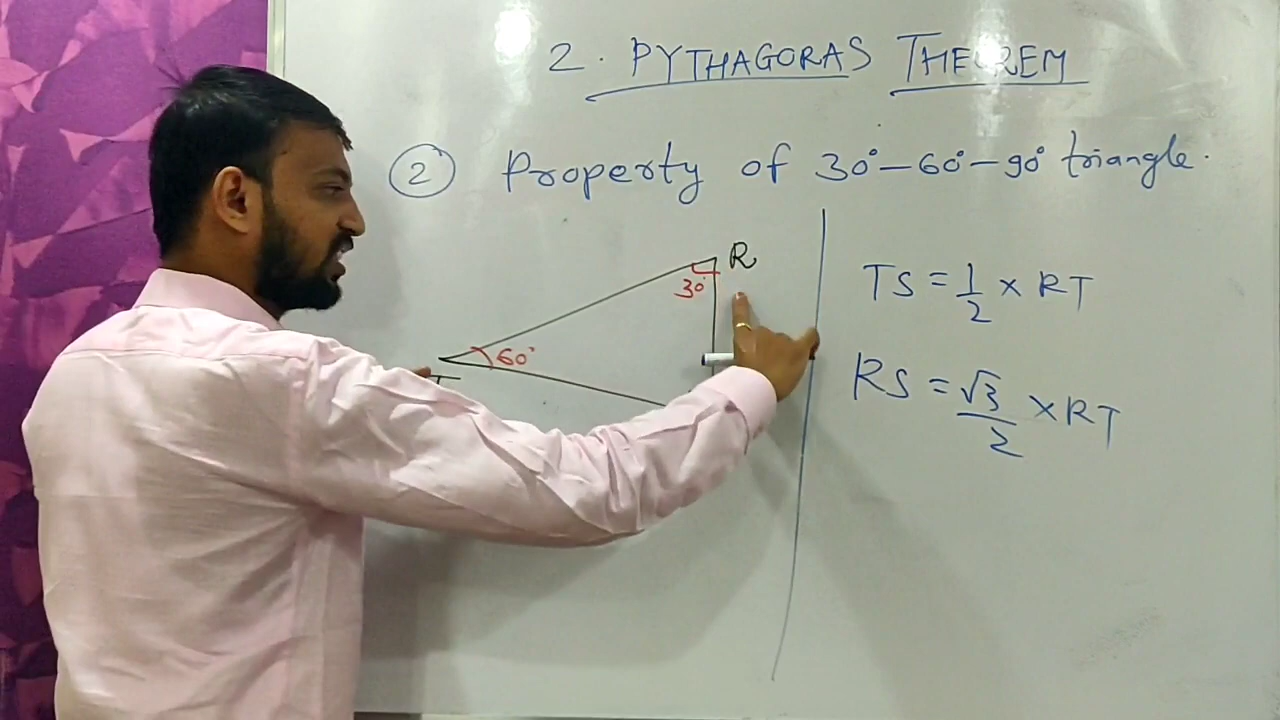 2. PYTHAGORAS THEOREM
② Property of 30°-60°-90° triangle.
R
30°
60°
T
TS = 1/2 × RT
RS = √3/2 × RT